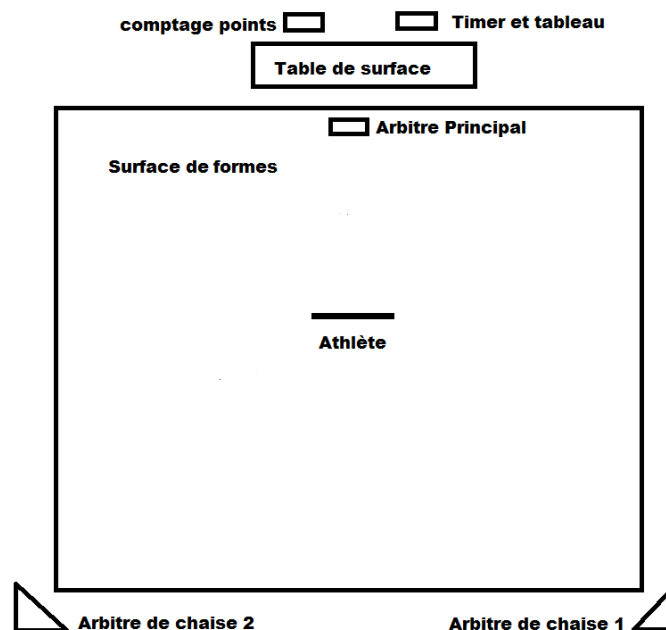 comptage points
Timer et tableau
Table de surface
Arbitre Principal
Surface de formes
Athlète
Arbitre de chaise 2
Arbitre de chaise 1